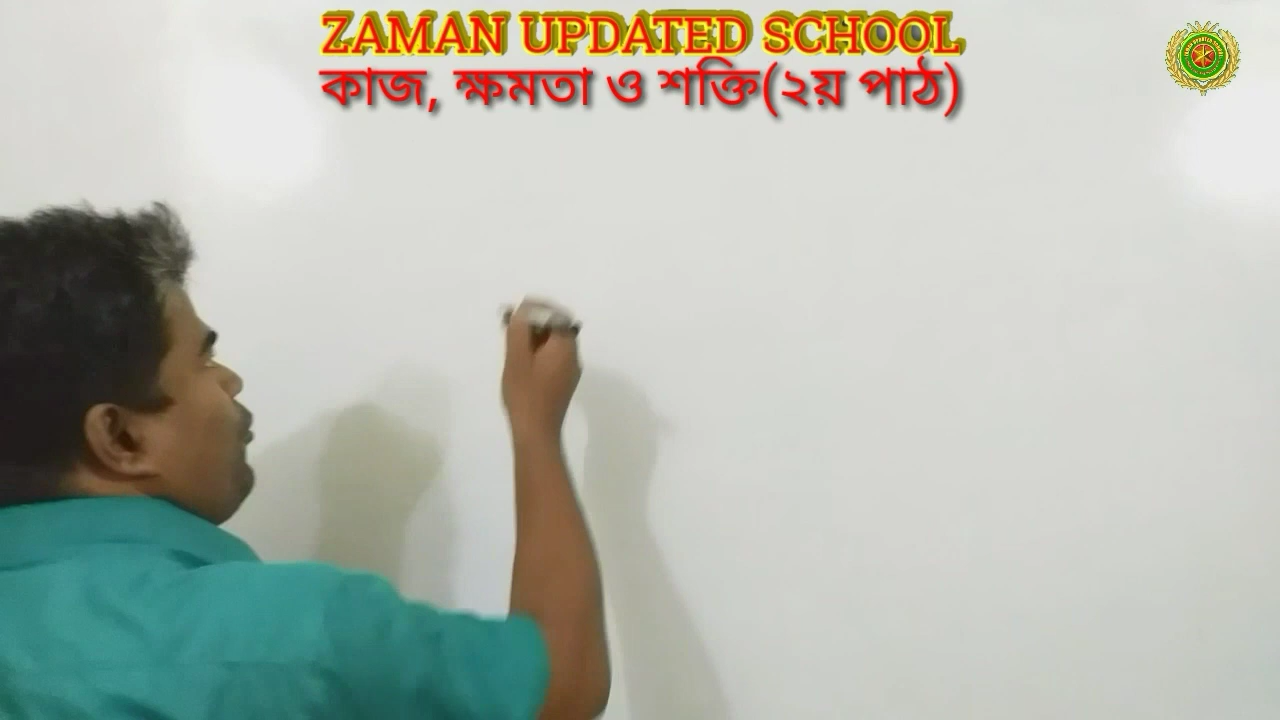 ZAMAN UPDATED SCHOOL
কাজ, ক্ষমতা ও শক্তি(২য় পাঠ)